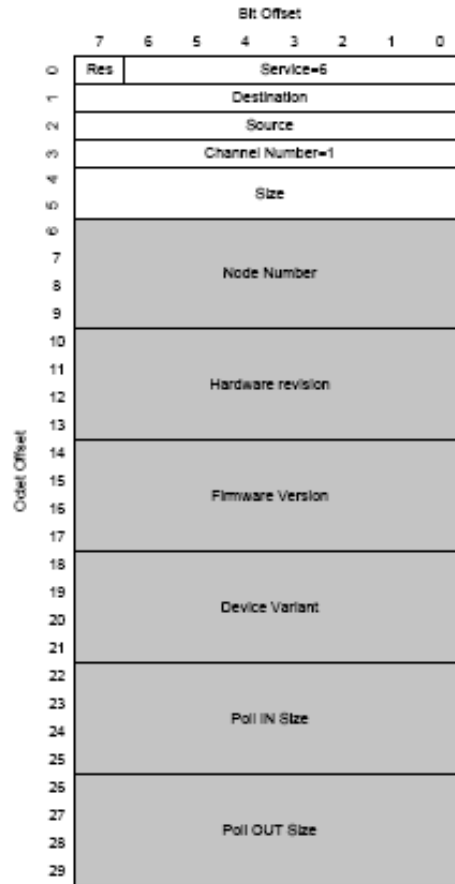 Bit Offset
7 6 5 4 3 2 1 0
0 Res Service=6
1 Destination
2 Source
3 Channel Number=1
4
Size
5
6
7
Node Number
8
9
10
11
Hardware revision
12
13
14
15
Firmware Version
16
17
18
19
Device Variant
20
21
22
23
Poll IN Size
24
25
26
27
Poll OUT Size
28
29
Octet Offset